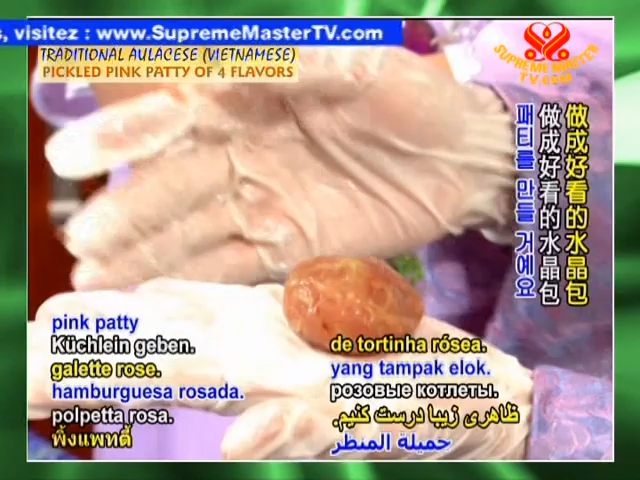 s, visitez : www.SupremeMasterTV.com
TRADITIONAL AULACESE (VIETNAMESE)
PICKLED PINK PATTY OF 4 FLAVORS
SUPREME MASTER
TV.COM
做成好看的水晶包
做成好看的水晶包
패티를 만들 거예요
pink patty
Küchlein geben.
galette rose.
hamburguesa rosada.
polpetta rosa.
พิ้งแพทตี้
de tortinha rósea.
yang tampak elok.
розовые котлеты.
ظاهری زیبا درست کنیم.
جميلة المنظر